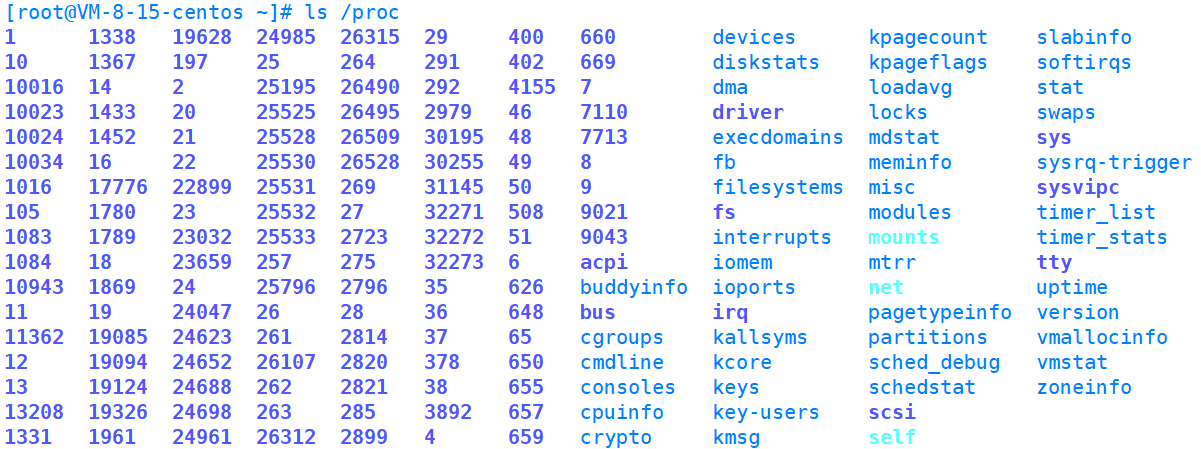 [root@VM-8-15-centos ~]# ls /proc
1 1338 19628 24985 26315 29 400 660 devices kpagecount slabinfo
10 1367 197 25 264 291 402 669 diskstats kpageflags softirqs
10016 14 2 25195 26490 292 4155 7 dma loadavg stat
10023 1433 20 25525 26495 2979 46 7110 driver locks swaps
10024 1452 21 25528 26509 30195 48 7713 execdomains mdstat sys
10034 16 22 25530 26528 30255 49 8 fb meminfo sysrq-trigger
1016 17776 22899 25531 269 31145 50 9 filesystems misc sysvipc
105 1780 23 25532 27 32271 508 9021 fs modules timer_list
1083 1789 23032 25533 2723 32272 51 9043 interrupts mounts timer_stats
1084 18 23659 257 275 32273 6 acpi iomem mtrr tty
10943 1869 24 25796 2796 35 626 buddyinfo ioports net uptime
11 19 24047 26 28 36 648 bus irq pagetypeinfo version
11362 19085 24623 261 2814 37 65 cgroups kallsyms partitions vmallocinfo
12 19094 24652 26107 2820 378 650 cmdline kcore sched_debug vmstat
13 19124 24688 262 2821 38 655 consoles keys schedstat zoneinfo
13208 19326 24698 263 285 3892 657 cpuinfo key-users scsi
1331 1961 24961 26312 2899 4 659 crypto kmsg self